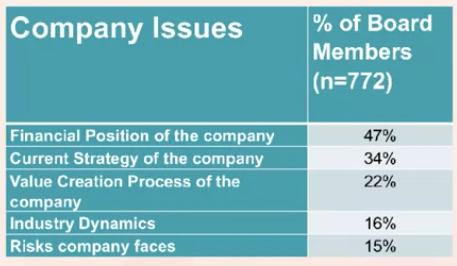 Company Issues
% of Board
Members
(n=772)
Financial Position of the company
47%
Current Strategy of the company
34%
Value Creation Process of the
company
22%
Industry Dynamics
16%
Risks company faces
15%